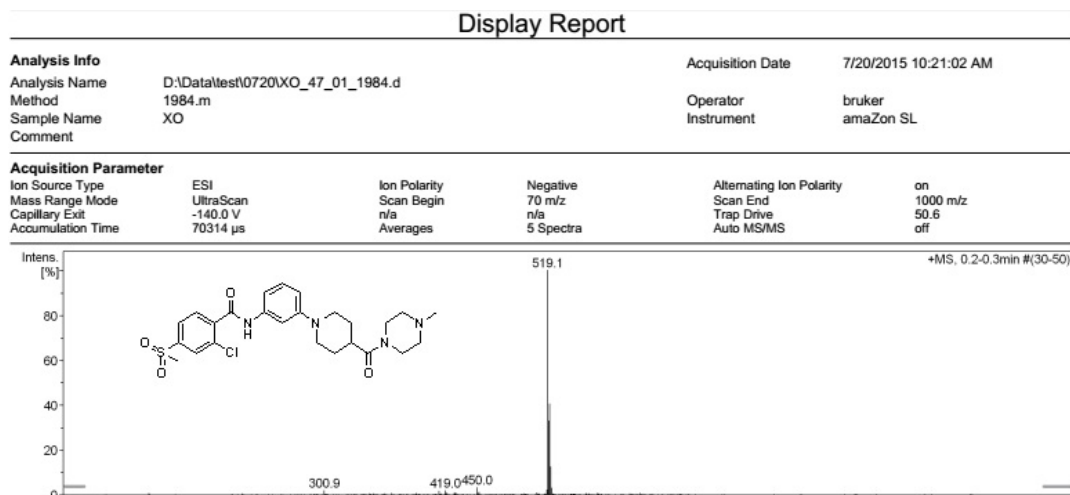 Display Report
Analysis Info
Acquisition Date 7/20/2015 10:21:02 AM
Analysis Name D:\Data\test\0720\XO_47_01_1984.d
Method 1984.m Operator bruker
Sample Name XO Instrument amaZon SL
Comment
Acquisition Parameter
Ion Source Type ESI Ion Polarity Negative Alternating Ion Polarity on
Mass Range Mode UltraScan Scan Begin 70 m/z Scan End 1000 m/z
Capillary Exit -140.0 V n/a n/a Trap Drive 50.6
Accumulation Time 70314 µs Averages 5 Spectra Auto MS/MS off
Intens. 519.1 +MS, 0.2-0.3min #(30-50)
[%]
80
60
40
20
0
300.9 419.0 450.0
O
N
H
Cl
O
S
O
N
O
N
N